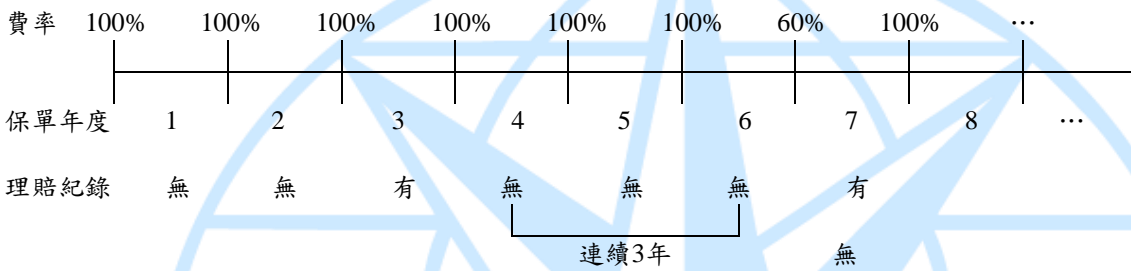 費率 100% 100% 100% 100% 100% 100% 60% 100% …
保單年度 1 2 3 4 5 6 7 8 …
理賠紀錄 無 無 有 無 無 無 有
連續3年 無